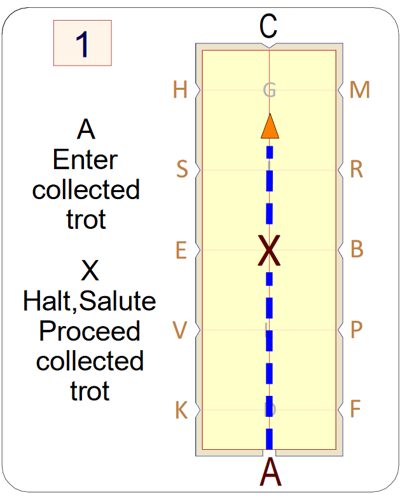 1
C
H G M
A
Enter
collected
trot
S R
E X B
X
Halt,Salute
Proceed
collected
trot
V P
K D F
A